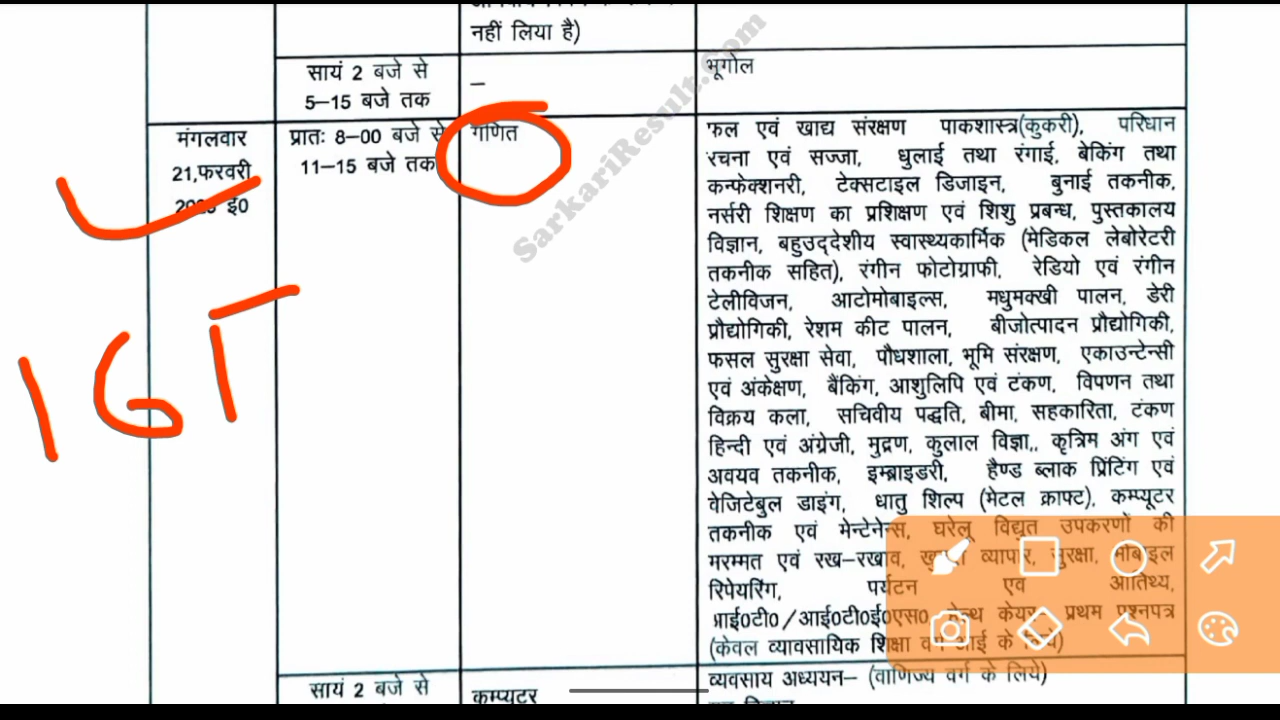 नहीं लिया है)
सायं 2 बजे से
5–15 बजे तक
–
भूगोल
मंगलवार
21,फरवरी
2023 ई0
प्रातः 8–00 बजे से
11–15 बजे तक
गणित
फल एवं खाद्य संरक्षण पाकशास्त्र(कुकरी), परिधान
रचना एवं सज्जा, धुलाई तथा रंगाई, बेकिंग तथा
कन्फेक्शनरी, टेक्सटाइल डिजाइन, बुनाई तकनीक,
नर्सरी शिक्षण का प्रशिक्षण एवं शिशु प्रबन्ध, पुस्तकालय
विज्ञान, बहुउद्देशीय स्वास्थ्यकार्मिक (मेडिकल लेबोरेटरी
तकनीक सहित), रंगीन फोटोग्राफी, रेडियो एवं रंगीन
टेलीविजन, आटोमोबाइल्स, मधुमक्खी पालन, डेरी
प्रौद्योगिकी, रेशम कीट पालन, बीजोत्पादन प्रौद्योगिकी,
फसल सुरक्षा सेवा, पौधशाला, भूमि संरक्षण, एकाउन्टेन्सी
एवं अंकेक्षण, बैंकिंग, आशुलिपि एवं टंकण, विपणन तथा
विक्रय कला, सचिवीय पद्धति, बीमा, सहकारिता, टंकण
हिन्दी एवं अंग्रेजी, मुद्रण, कुलाल विज्ञा,, कृत्रिम अंग एवं
अवयव तकनीक, इम्ब्राइडरी, हैण्ड ब्लाक प्रिंटिंग एवं
वेजिटेबुल डाइंग, धातु शिल्प (मेटल क्राफ्ट), कम्प्यूटर
तकनीक एवं मेन्टेनेन्स, घरेलू विद्युत उपकरणों की
मरम्मत एवं रख–रखाव, व्यापार, सुरक्षा, मोबाइल
रिपेयरिंग, पर्यटन एवं आतिथ्य,
आई0टी0/आई0टी0ई0एस0 हेल्थ केयर– प्रथम प्रश्नपत्र
(केवल व्यावसायिक शिक्षा वर्ग के लिये)
सायं 2 बजे से
कम्प्यूटर
व्यवसाय अध्ययन– (वाणिज्य वर्ग के लिये)
SarkariResult.Com